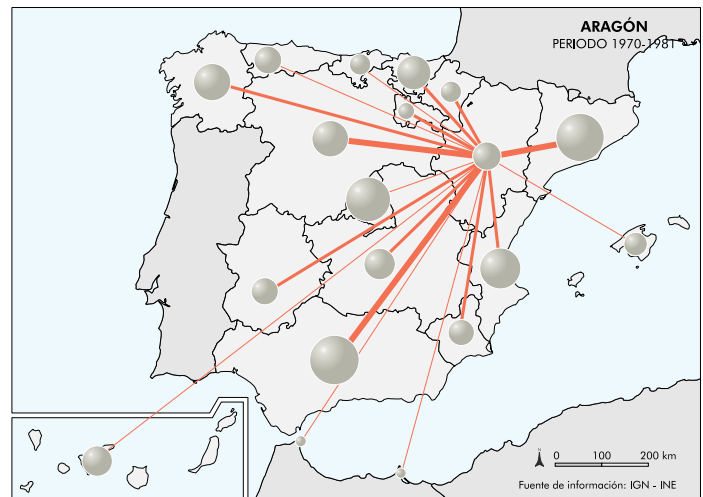 ARAGÓN
PERIODO 1970-1981
N
0 100 200 km
Fuente de información: IGN - INE